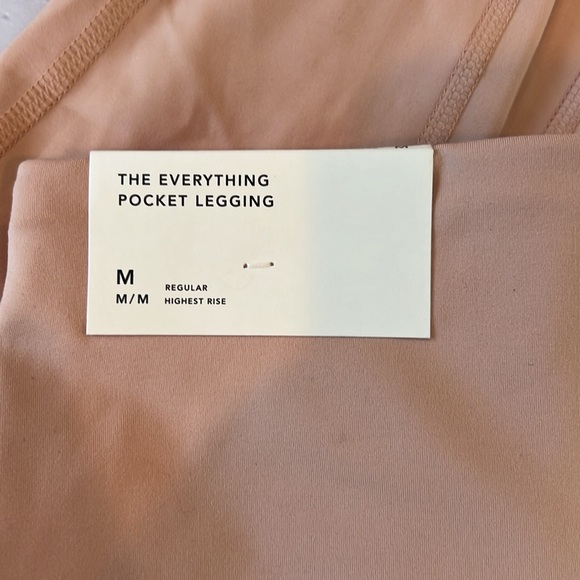 THE EVERYTHING
POCKET LEGGING
M
M/M
REGULAR
HIGHEST RISE